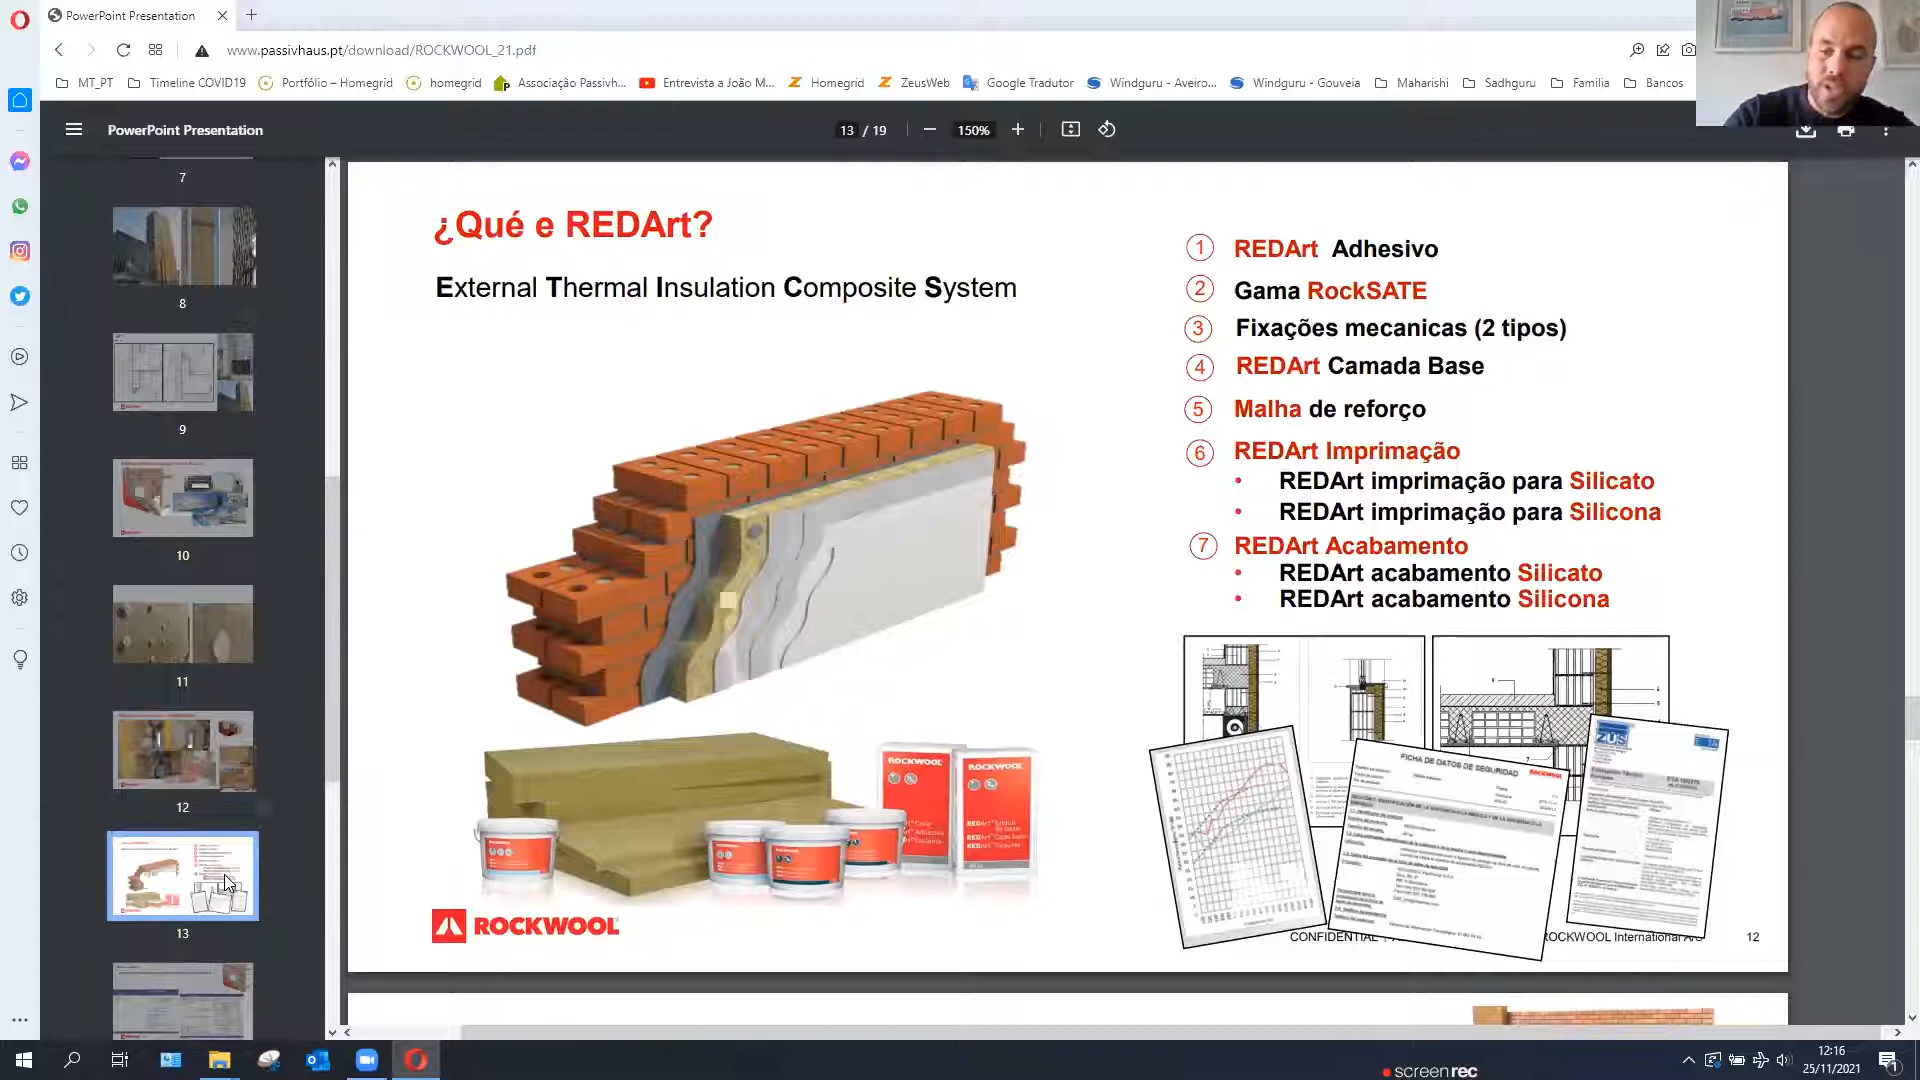 PowerPoint Presentation
www.passivhaus.pt/download/ROCKWOOL_21.pdf
MT_PT
Timeline COVID19
Portfólio – Homegrid
homegrid
Associação Passivh...
Entrevista a João M...
Homegrid
ZeusWeb
Google Tradutor
Windguru - Aveiro...
Windguru - Gouveia
Maharishi
Sadhguru
Familia
Bancos
PowerPoint Presentation
13 / 19
150%
7
8
9
10
11
12
13
¿Qué e REDArt?
External Thermal Insulation Composite System
1 REDArt Adhesivo
2 Gama RockSATE
3 Fixações mecanicas (2 tipos)
4 REDArt Camada Base
5 Malha de reforço
6 REDArt Imprimação
• REDArt imprimação para Silicato
• REDArt imprimação para Silicona
7 REDArt Acabamento
• REDArt acabamento Silicato
• REDArt acabamento Silicona
ROCKWOOL
ROCKWOOL
FICHA DE DATOS DE SEGURIDAD
ROCKWOOL
ROCKWOOL
CONFIDENTIAL
ROCKWOOL International A/S
12
12:16
25/11/2021
1
screenrec